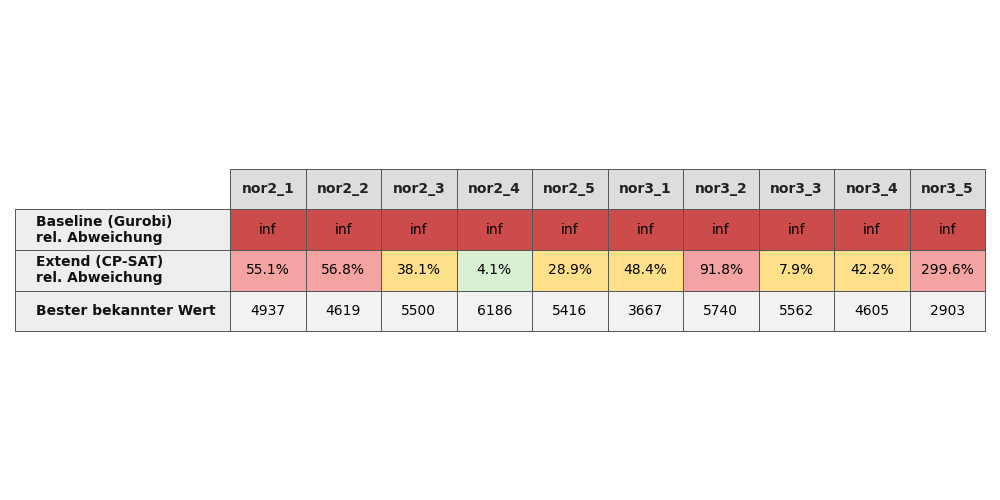 nor2_1 nor2_2 nor2_3 nor2_4 nor2_5 nor3_1 nor3_2 nor3_3 nor3_4 nor3_5
Baseline (Gurobi)
rel. Abweichung
inf inf inf inf inf inf inf inf inf inf
Extend (CP-SAT)
rel. Abweichung
55.1% 56.8% 38.1% 4.1% 28.9% 48.4% 91.8% 7.9% 42.2% 299.6%
Bester bekannter Wert 4937 4619 5500 6186 5416 3667 5740 5562 4605 2903